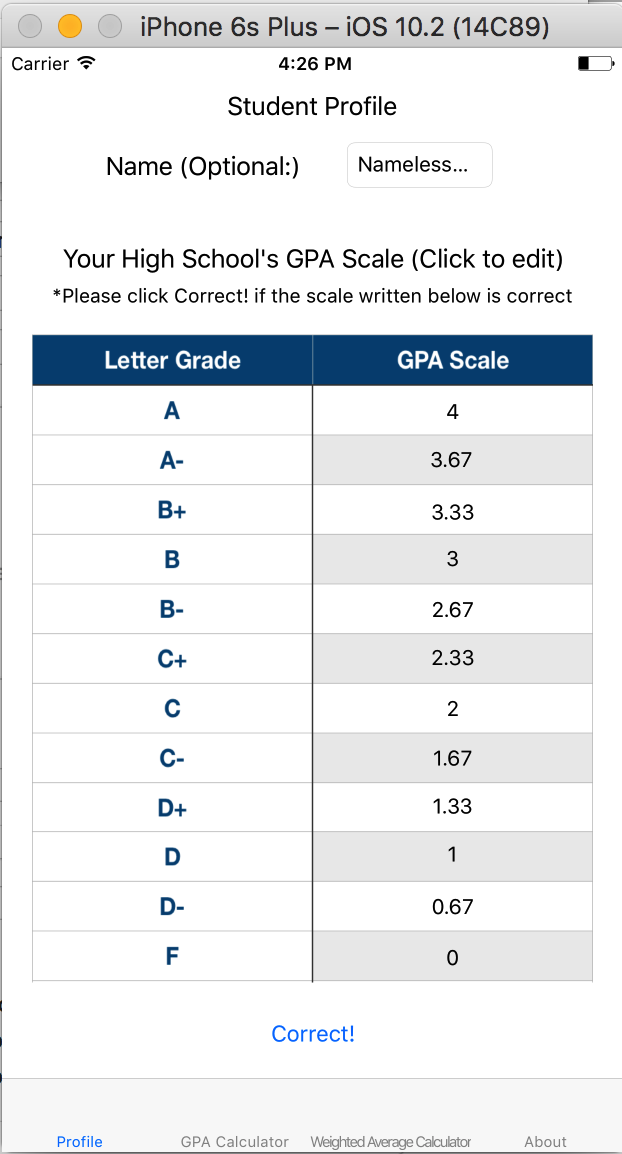 iPhone 6s Plus – iOS 10.2 (14C89)
Carrier 4:26 PM
Student Profile
Name (Optional:) Nameless...
Your High School's GPA Scale (Click to edit)
*Please click Correct! if the scale written below is correct
Letter Grade GPA Scale
A 4
A- 3.67
B+ 3.33
B 3
B- 2.67
C+ 2.33
C 2
C- 1.67
D+ 1.33
D 1
D- 0.67
F 0
Correct!
Profile GPA Calculator Weighted Average Calculator About